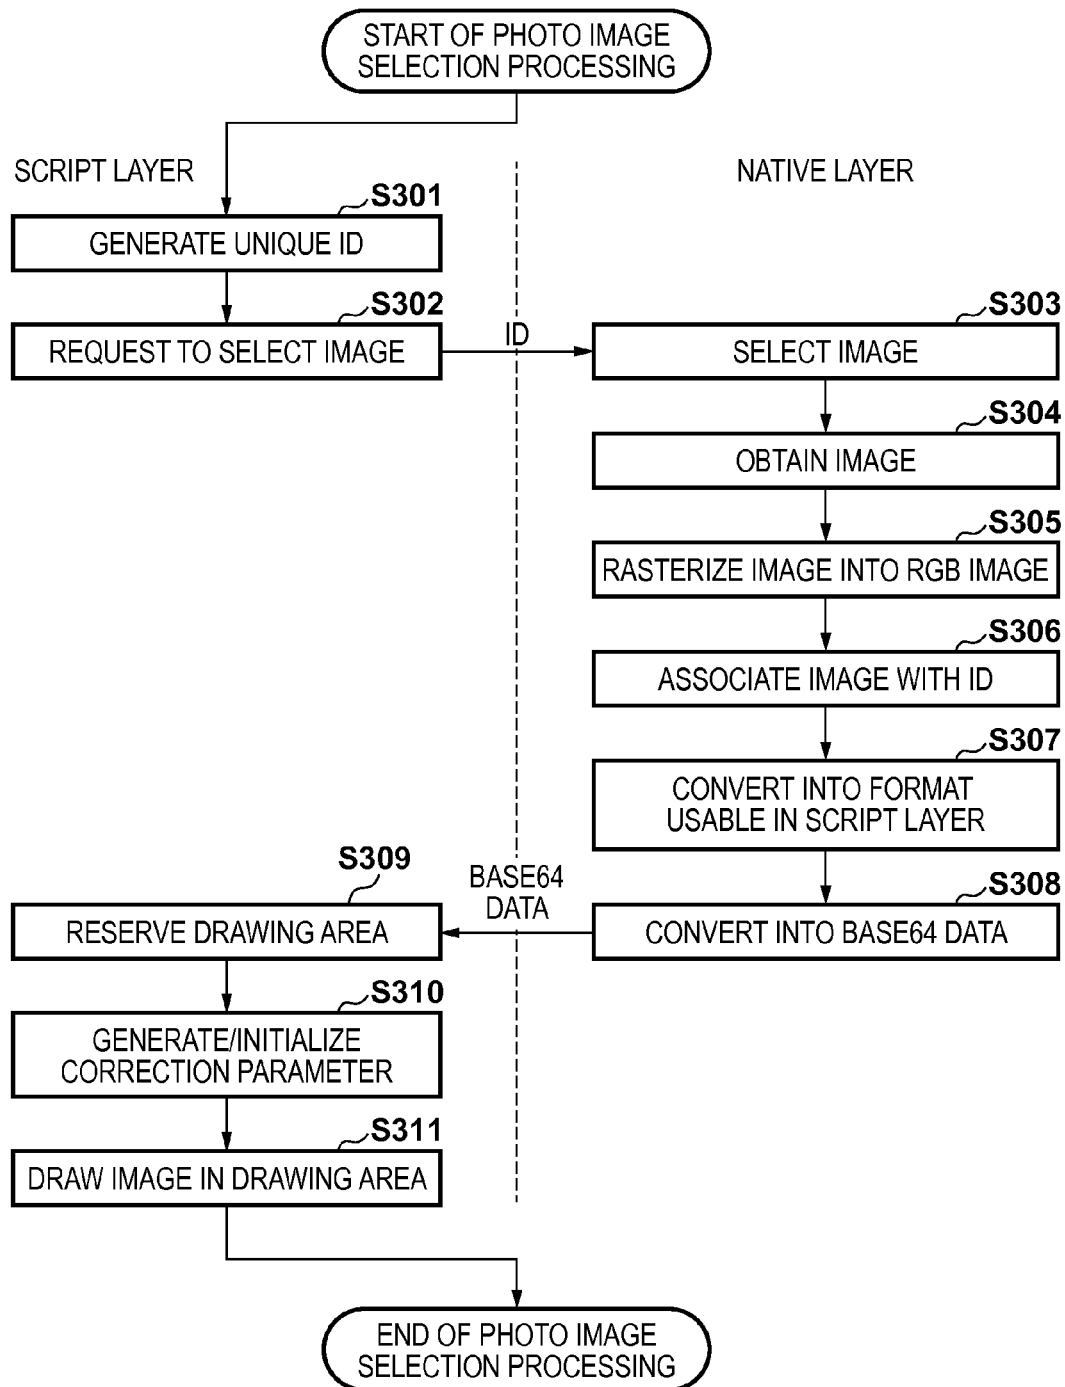 START OF PHOTO IMAGE
SELECTION PROCESSING
SCRIPT LAYER
NATIVE LAYER
S301
GENERATE UNIQUE ID
S302
REQUEST TO SELECT IMAGE
ID
S303
SELECT IMAGE
S304
OBTAIN IMAGE
S305
RASTERIZE IMAGE INTO RGB IMAGE
S306
ASSOCIATE IMAGE WITH ID
S307
CONVERT INTO FORMAT
USABLE IN SCRIPT LAYER
S308
CONVERT INTO BASE64 DATA
BASE64
DATA
S309
RESERVE DRAWING AREA
S310
GENERATE/INITIALIZE
CORRECTION PARAMETER
S311
DRAW IMAGE IN DRAWING AREA
END OF PHOTO IMAGE
SELECTION PROCESSING